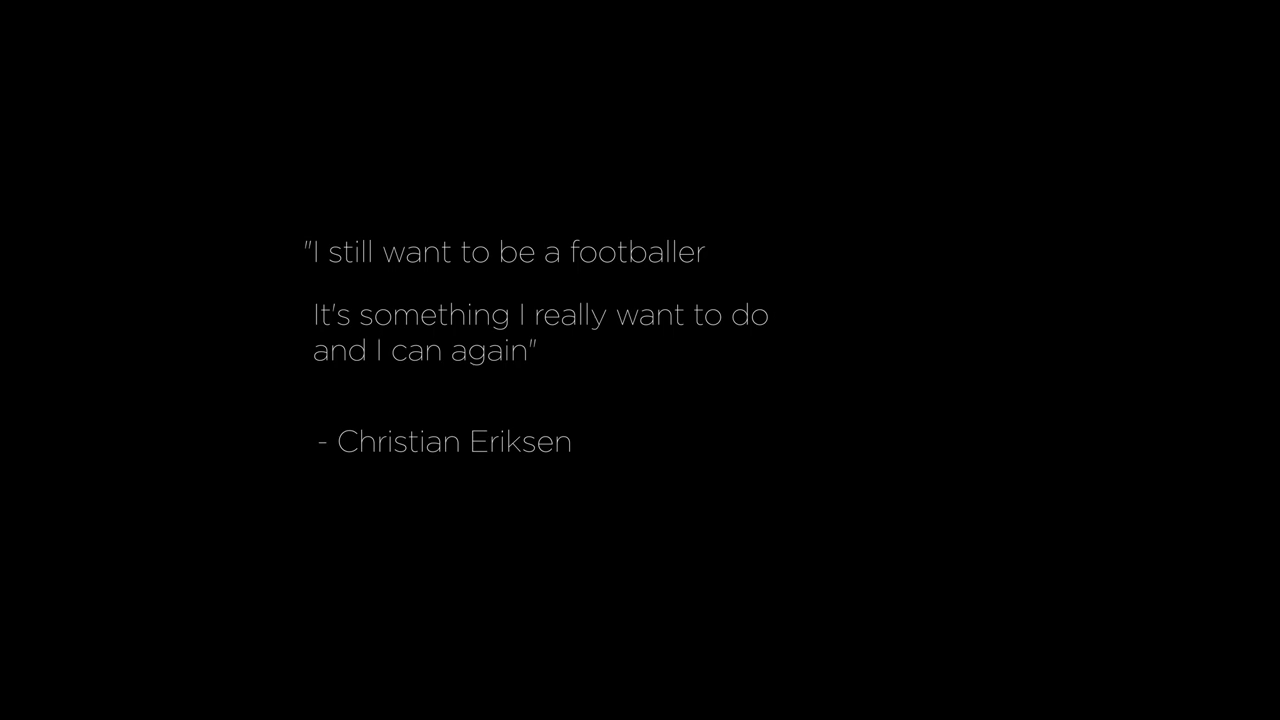 "I still want to be a footballer
It's something I really want to do
and I can again"
- Christian Eriksen